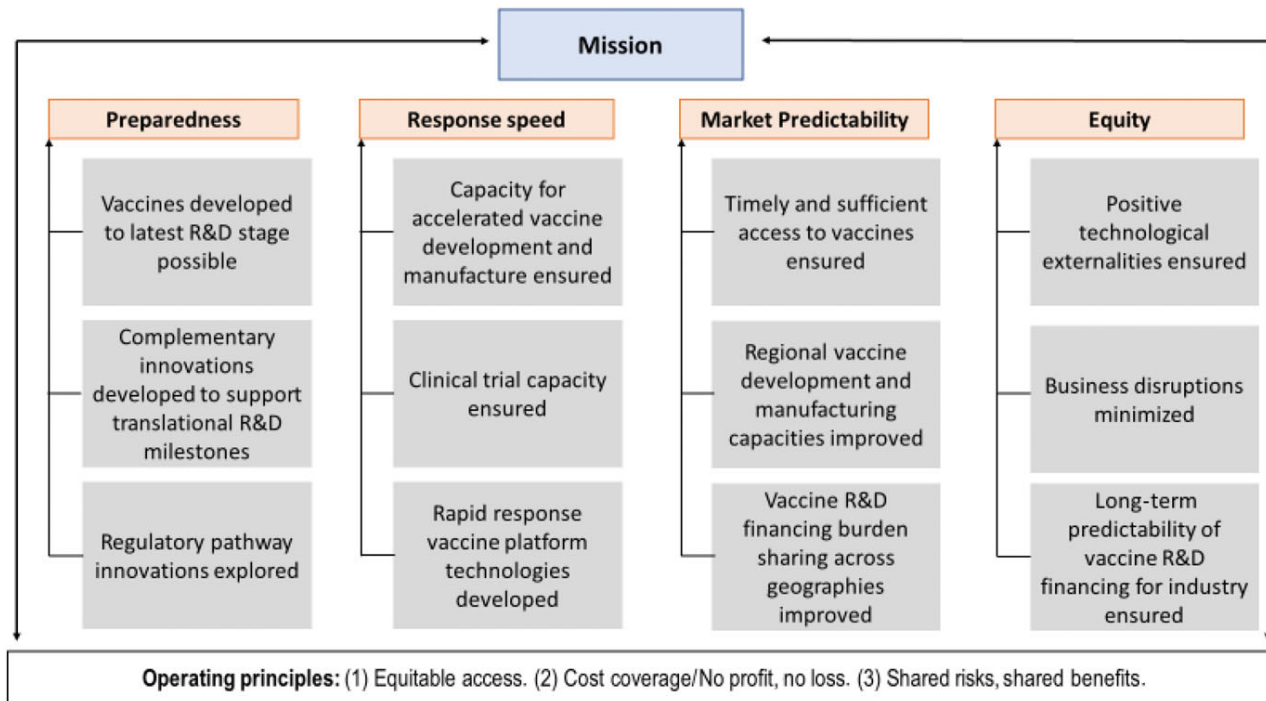 Mission
Preparedness
Vaccines developed
to latest R&D stage
possible
Complementary
innovations
developed to support
translational R&D
milestones
Regulatory pathway
innovations explored
Response speed
Capacity for
accelerated vaccine
development and
manufacture ensured
Clinical trial capacity
ensured
Rapid response
vaccine platform
technologies
developed
Market Predictability
Timely and sufficient
access to vaccines
ensured
Regional vaccine
development and
manufacturing
capacities improved
Vaccine R&D
financing burden
sharing across
geographies
improved
Equity
Positive
technological
externalities ensured
Business disruptions
minimized
Long-term
predictability of
vaccine R&D
financing for industry
ensured
Operating principles: (1) Equitable access. (2) Cost coverage/No profit, no loss. (3) Shared risks, shared benefits.